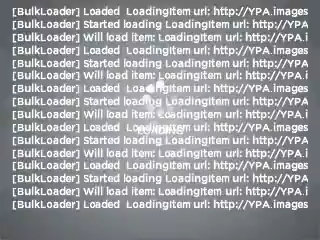 [BulkLoader] Loaded LoadingItem url: http://YPA.images
[BulkLoader] Started loading LoadingItem url: http://YPA
[BulkLoader] Will load item: LoadingItem url: http://YPA.i
[BulkLoader] Loaded LoadingItem url: http://YPA.images
[BulkLoader] Started loading LoadingItem url: http://YPA
[BulkLoader] Will load item: LoadingItem url: http://YPA.i
[BulkLoader] Loaded LoadingItem url: http://YPA.images
[BulkLoader] Started loading LoadingItem url: http://YPA
[BulkLoader] Will load item: LoadingItem url: http://YPA.i
[BulkLoader] Loaded LoadingItem url: http://YPA.images
LOADING
[BulkLoader] Started loading LoadingItem url: http://YPA
[BulkLoader] Will load item: LoadingItem url: http://YPA.i
[BulkLoader] Loaded LoadingItem url: http://YPA.images
[BulkLoader] Started loading LoadingItem url: http://YPA
[BulkLoader] Will load item: LoadingItem url: http://YPA.i
[BulkLoader] Loaded LoadingItem url: http://YPA.images